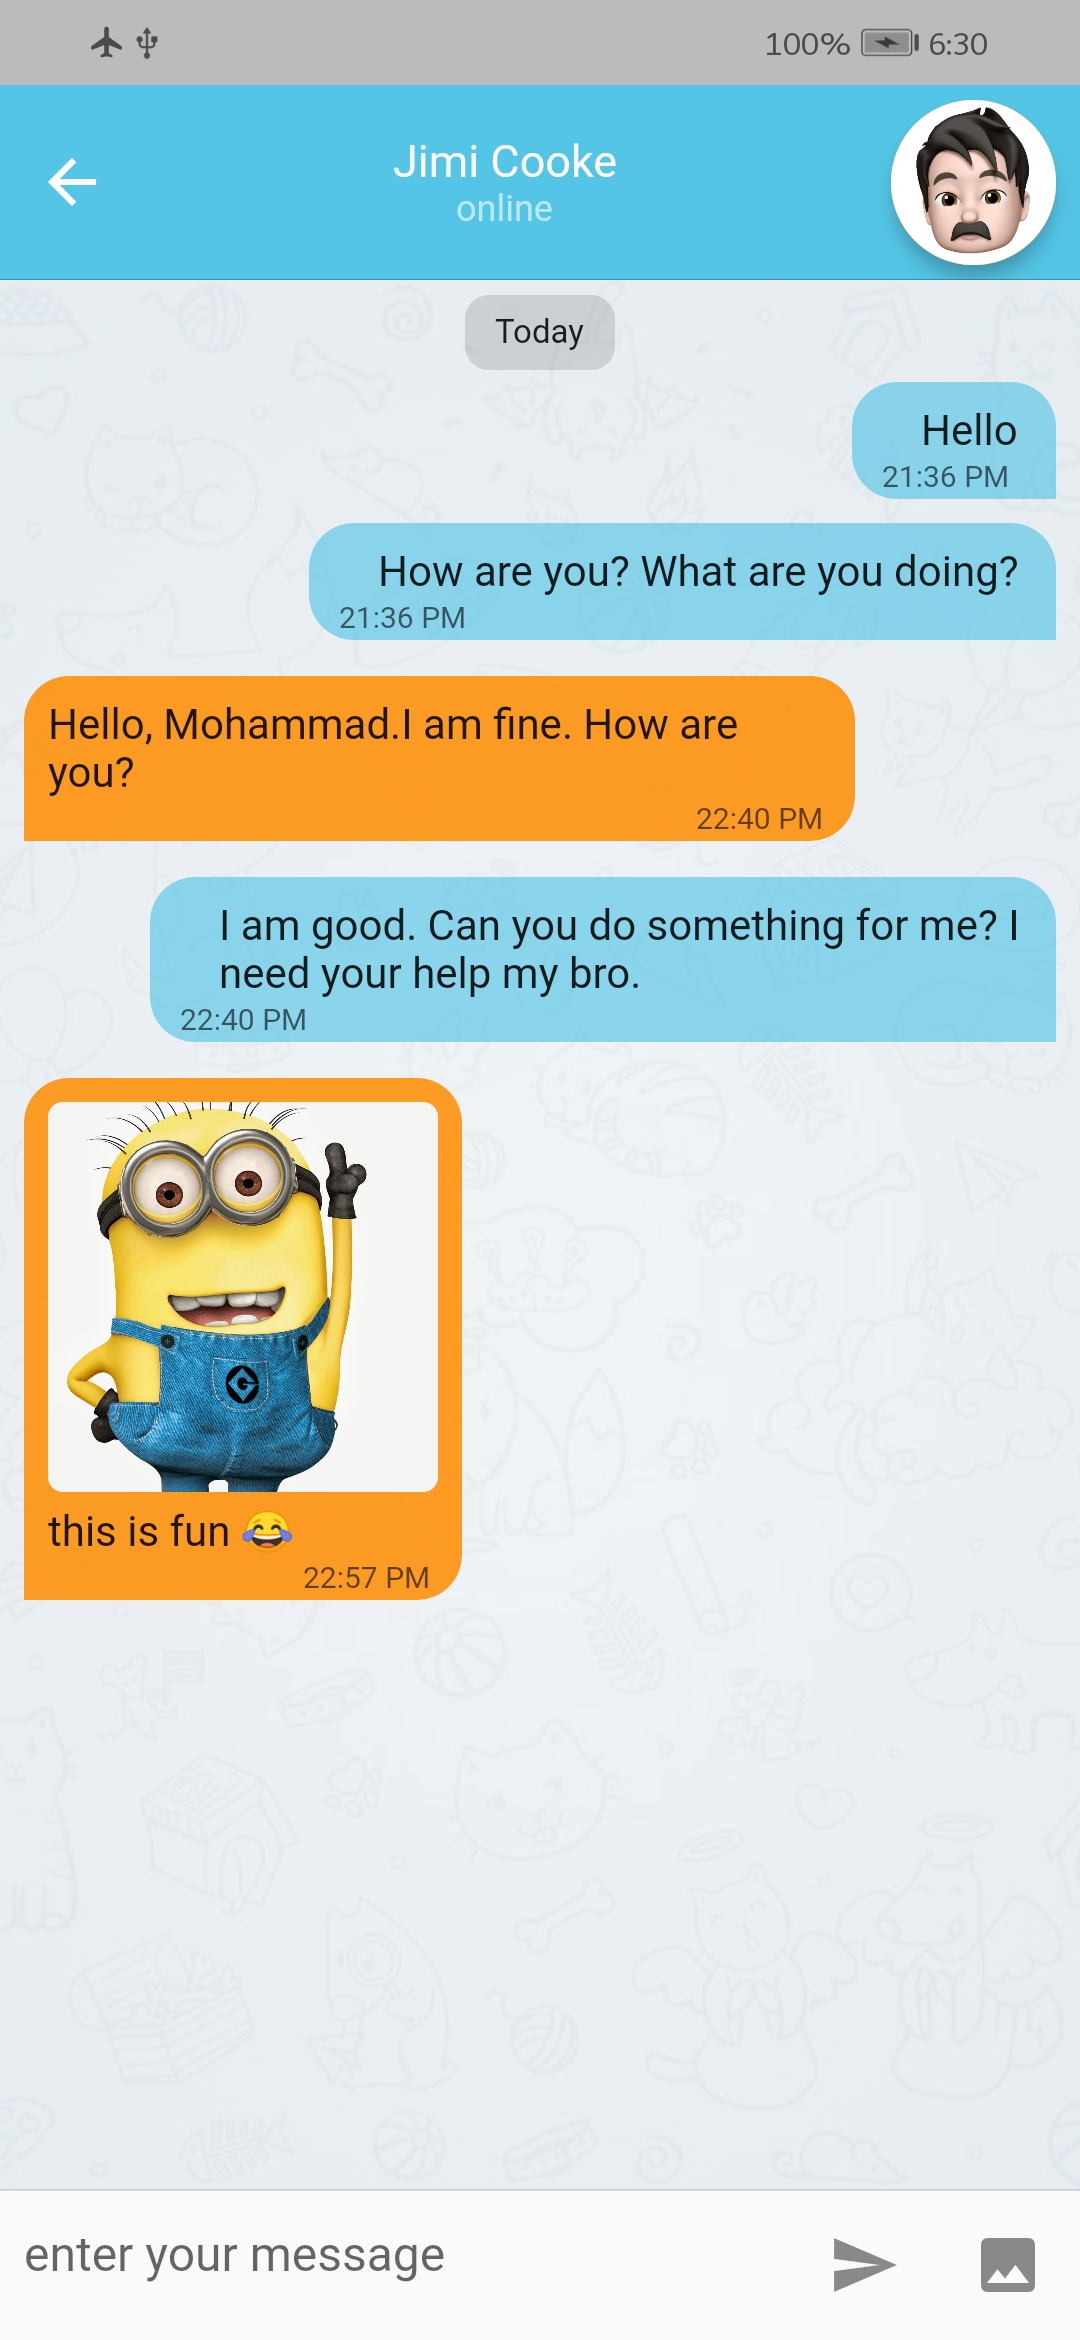 100% 6:30
Jimi Cooke
online
Today
Hello
21:36 PM
How are you? What are you doing?
21:36 PM
Hello, Mohammad.I am fine. How are
you?
22:40 PM
I am good. Can you do something for me? I
need your help my bro.
22:40 PM
this is fun 😂
22:57 PM
enter your message